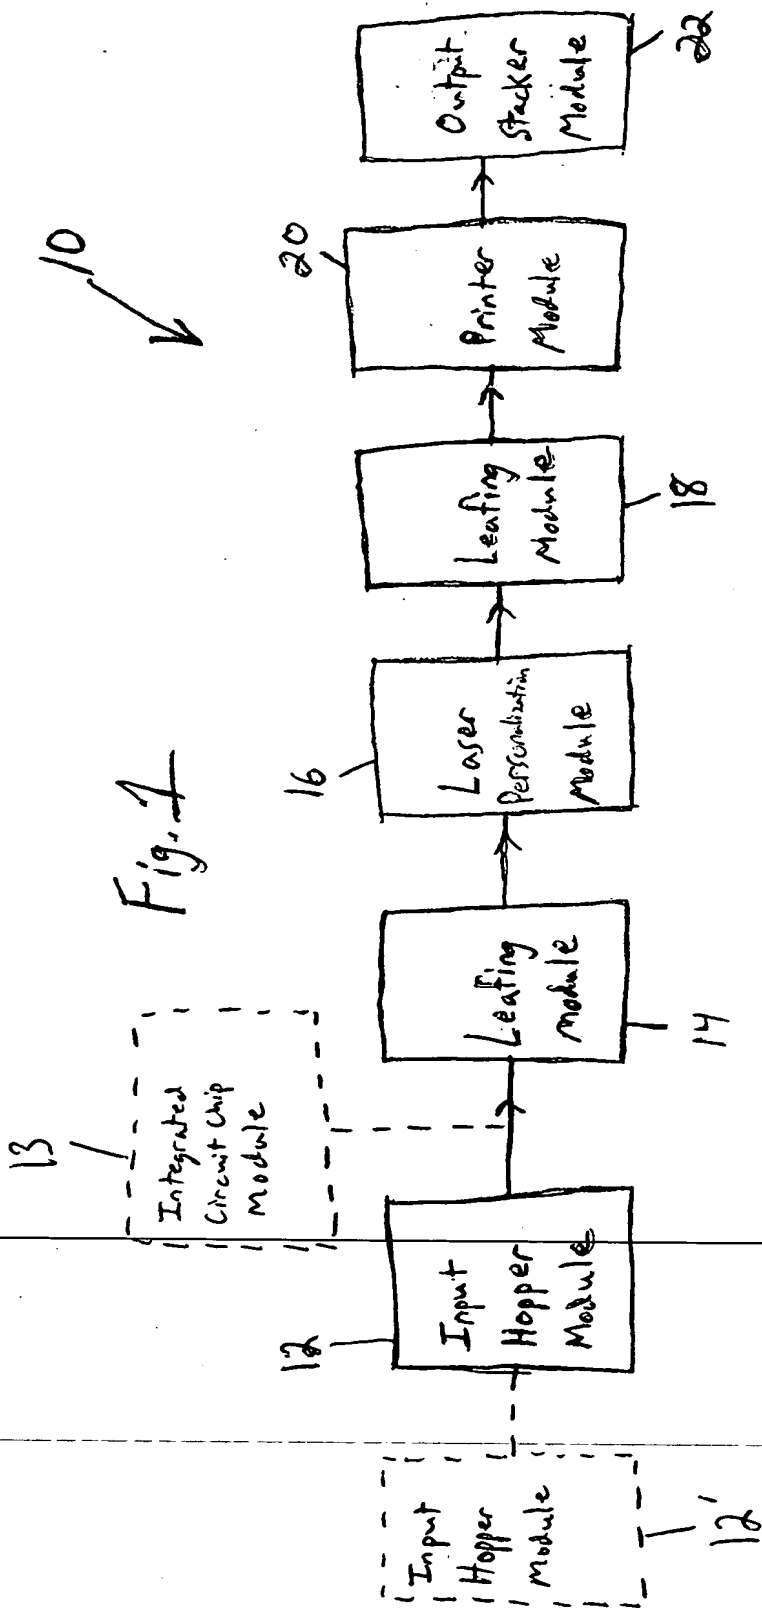 Fig. 1
10
12'
Input
Hopper
Module
12
Input
Hopper
Module
13
Integrated
Circuit Chip
Module
14
Leafing
Module
16
Laser
Personalization
Module
18
Leafing
Module
20
Printer
Module
22
Output
Stacker
Module